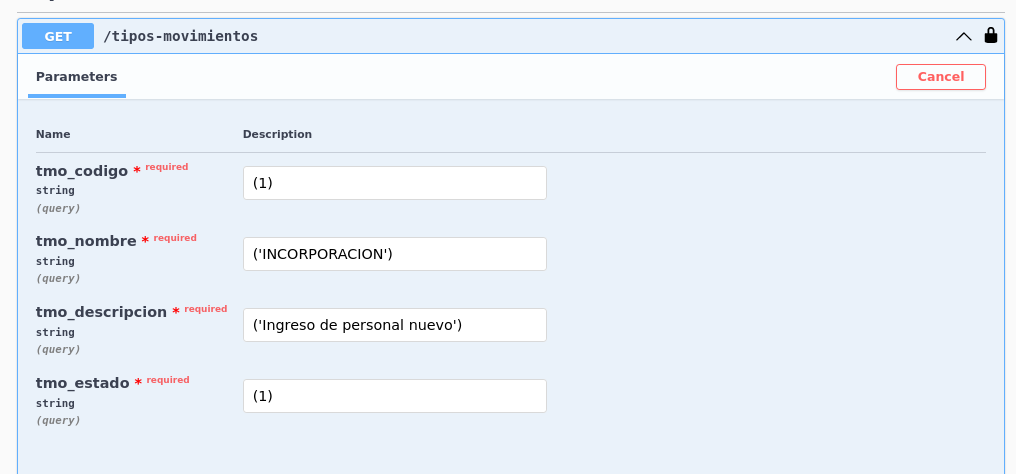 GET /tipos-movimientos
Parameters
Cancel
Name Description
tmo_codigo * required
string
(query)
(1)
tmo_nombre * required
string
(query)
('INCORPORACION')
tmo_descripcion * required
string
(query)
('Ingreso de personal nuevo')
tmo_estado * required
string
(query)
(1)